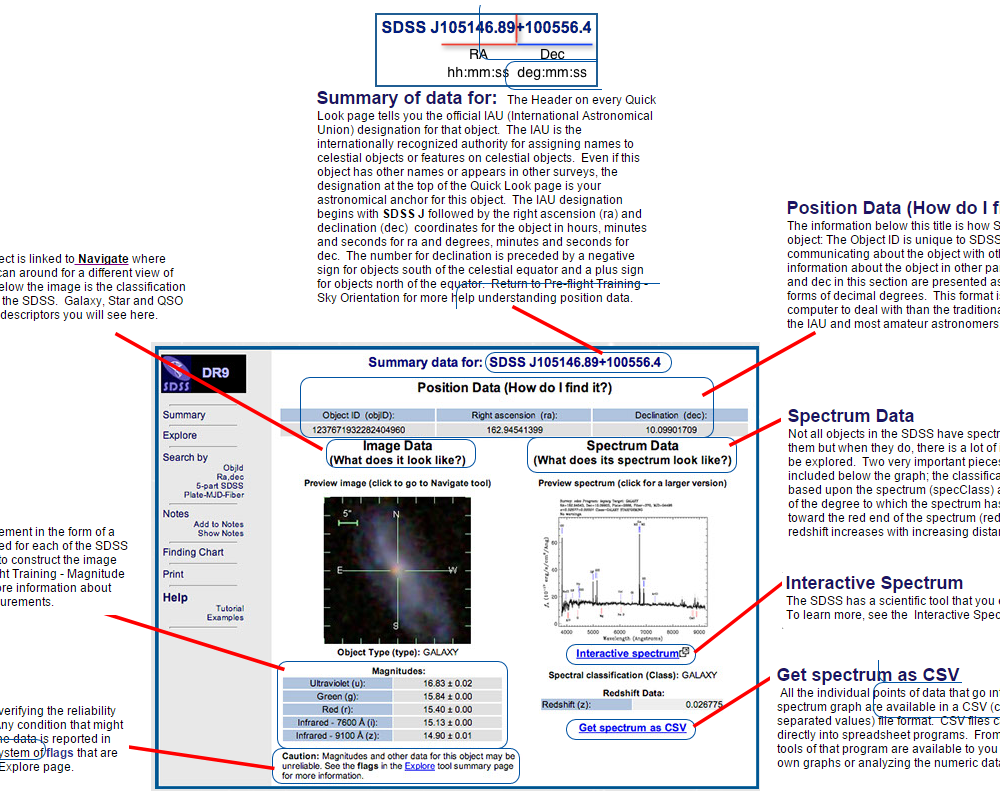 SDSS J105146.89+100556.4
RA Dec
hh:mm:ss deg:mm:ss
Summary of data for: The Header on every Quick
Look page tells you the official IAU (International Astronomical
Union) designation for that object. The IAU is the
internationally recognized authority for assigning names to
celestial objects or features on celestial objects. Even if this
object has other names or appears in other surveys, the
designation at the top of the Quick Look page is your
astronomical anchor for this object. The IAU designation
begins with SDSS J followed by the right ascension (ra) and
declination (dec) coordinates for the object in hours, minutes
and seconds for ra and degrees, minutes and seconds for
dec. The number for declination is preceded by a negative
sign for objects south of the celestial equator and a plus sign
for objects north of the equator. Return to Pre-flight Training -
Sky Orientation for more help understanding position data.
ect is linked to Navigate where
can around for a different view of
elow the image is the classification
the SDSS. Galaxy, Star and QSO
descriptors you will see here.
ement in the form of a
ed for each of the SDSS
to construct the image
ht Training - Magnitude
ore information about
urements.
verifying the reliability
Any condition that might
he data is reported in
ystem of flags that are
Explore page.
SDSS DR9
Summary
Explore
Search by
ObjId
Ra,dec
5-part SDSS
Plate-MJD-Fiber
Notes
Add to Notes
Show Notes
Finding Chart
Print
Help
Tutorial
Examples
Summary data for: SDSS J105146.89+100556.4
Position Data (How do I find it?)
Object ID (objID): Right ascension (ra): Declination (dec):
1237671932282404960 162.94541399 10.09901709
Image Data
(What does it look like?)
Preview image (click to go to Navigate tool)
5"
N
E W
S
Object Type (type): GALAXY
Magnitudes:
Ultraviolet (u): 16.83 ± 0.02
Green (g): 15.84 ± 0.00
Red (r): 15.40 ± 0.00
Infrared - 7600 Å (i): 15.13 ± 0.00
Infrared - 9100 Å (z): 14.90 ± 0.01
Caution: Magnitudes and other data for this object may be
unreliable. See the flags in the Explore tool summary page
for more information.
Spectrum Data
(What does its spectrum look like?)
Preview spectrum (click for a larger version)
No warnings.
80
60
40
20
0
4000 5000 6000 7000 8000 9000
Wavelength (Angstroms)
Interactive spectrum
Spectral classification (Class): GALAXY
Redshift Data:
Redshift (z): 0.026775
Get spectrum as CSV
Position Data (How do I f
The information below this title is how S
object: The Object ID is unique to SDSS
communicating about the object with oth
information about the object in other pa
and dec in this section are presented as
forms of decimal degrees. This format is
computer to deal with than the traditiona
the IAU and most amateur astronomers
Spectrum Data
Not all objects in the SDSS have spectr
them but when they do, there is a lot of
be explored. Two very important pieces
included below the graph; the classifica
based upon the spectrum (specClass) a
of the degree to which the spectrum has
toward the red end of the spectrum (red
redshift increases with increasing distan
Interactive Spectrum
The SDSS has a scientific tool that you
To learn more, see the Interactive Spec
Get spectrum as CSV
All the individual points of data that go in
spectrum graph are available in a CSV (c
separated values) file format. CSV files c
directly into spreadsheet programs. From
tools of that program are available to you
own graphs or analyzing the numeric data